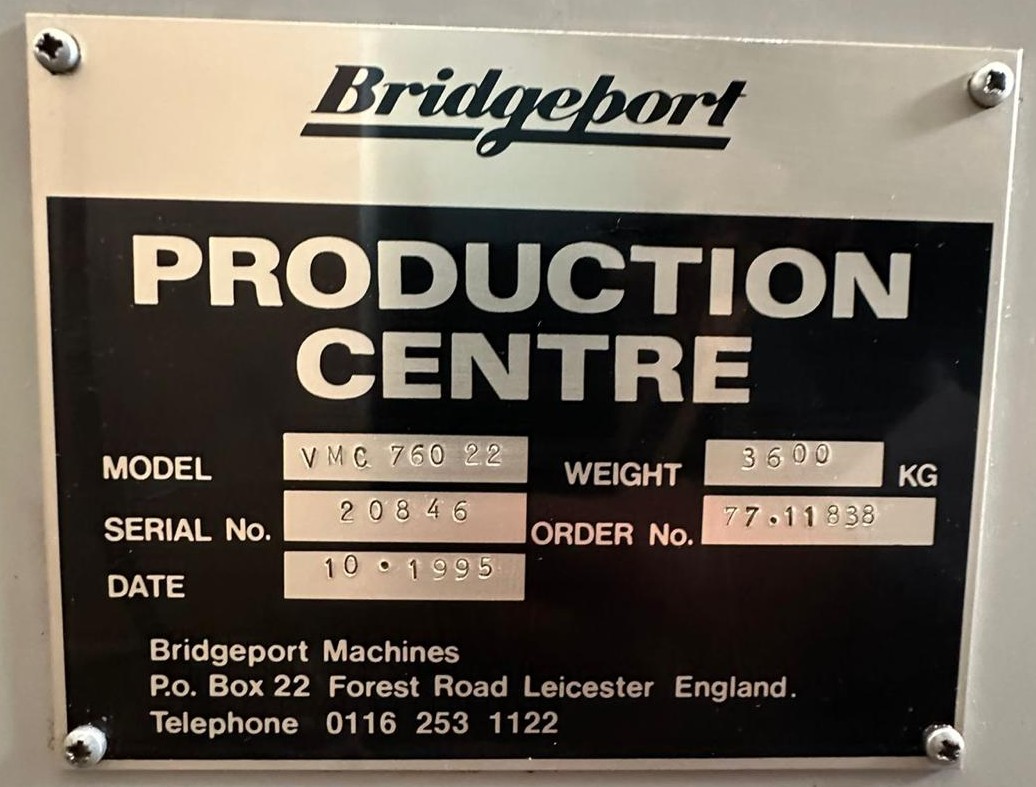 Bridgeport
PRODUCTION
CENTRE
MODEL VMC 760 22 WEIGHT 3600 KG
SERIAL No. 20846 ORDER No. 77.11838
DATE 10 • 1995
Bridgeport Machines
P.o. Box 22 Forest Road Leicester England.
Telephone 0116 253 1122